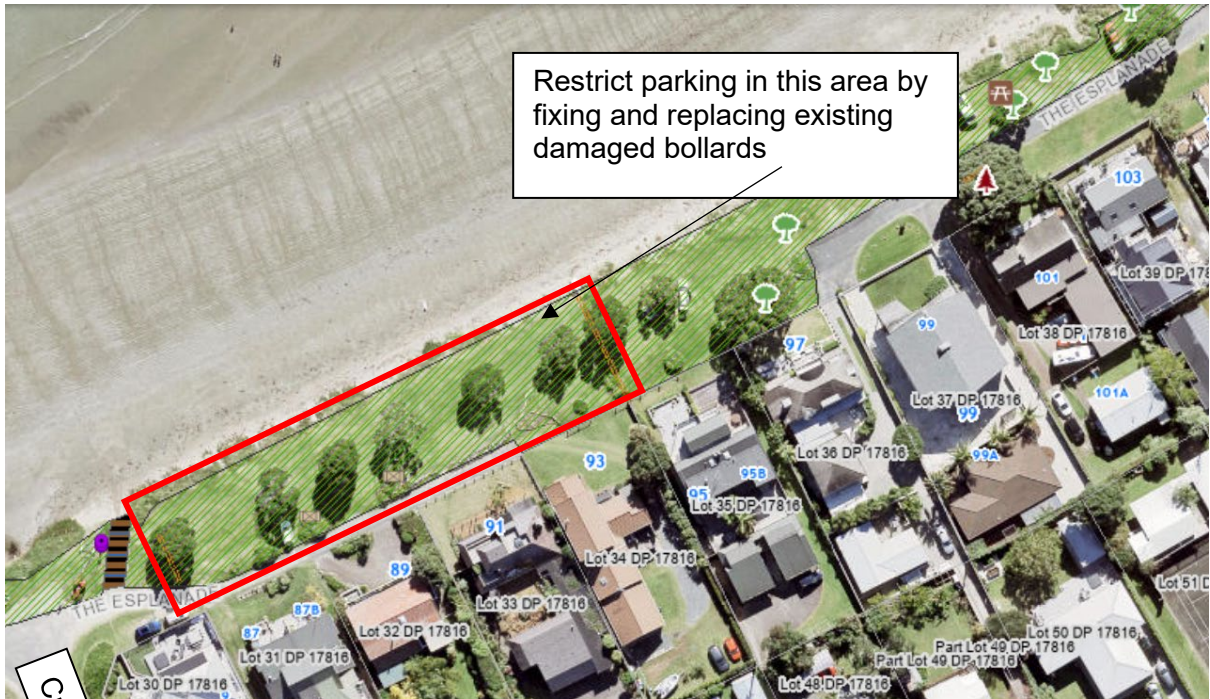 Restrict parking in this area by
fixing and replacing existing
damaged bollards
THE ESPLANADE
103
Lot 39 DP 178
101
Lot 38 DP 17816
99
97
101A
Lot 37 DP 17816
99
Lot 36 DP 17816
99A
93
95B
95
Lot 35 DP 17816
91
Lot 34 DP 17816
89
Lot 33 DP 17816
THE ESPLANADE
87B
87
Lot 32 DP 17816
Lot 31 DP 17816
Lot 30 DP 17816
Lot 51 D
Lot 50 DP 17816
Part Lot 49 DP 17816
Part Lot 49 DP 17816
Lot 48 DP 17816